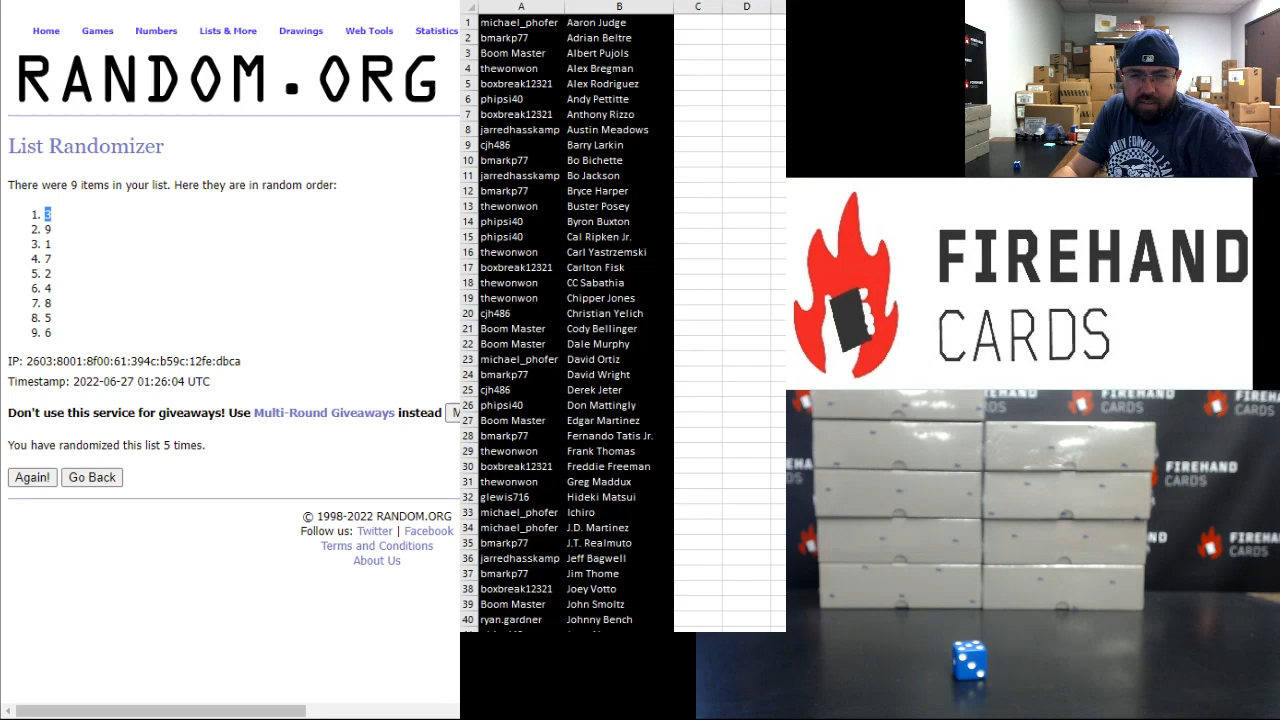 Home Games Numbers Lists & More Drawings Web Tools Statistics
RANDOM.ORG
List Randomizer
There were 9 items in your list. Here they are in random order:
1. 3
2. 9
3. 1
4. 7
5. 2
6. 4
7. 8
8. 5
9. 6
IP: 2603:8001:8f00:61:394c:b59c:12fe:dbca
Timestamp: 2022-06-27 01:26:04 UTC
Don't use this service for giveaways! Use Multi-Round Giveaways instead M
You have randomized this list 5 times.
Again! Go Back
© 1998-2022 RANDOM.ORG
Follow us: Twitter | Facebook
Terms and Conditions
About Us
A B C D
1 michael_phofer Aaron Judge
2 bmarkp77 Adrian Beltre
3 Boom Master Albert Pujols
4 thewonwon Alex Bregman
5 boxbreak12321 Alex Rodriguez
6 phipsi40 Andy Pettitte
7 boxbreak12321 Anthony Rizzo
8 jarredhasskamp Austin Meadows
9 cjh486 Barry Larkin
10 bmarkp77 Bo Bichette
11 jarredhasskamp Bo Jackson
12 bmarkp77 Bryce Harper
13 thewonwon Buster Posey
14 phipsi40 Byron Buxton
15 phipsi40 Cal Ripken Jr.
16 thewonwon Carl Yastrzemski
17 boxbreak12321 Carlton Fisk
18 thewonwon CC Sabathia
19 thewonwon Chipper Jones
20 cjh486 Christian Yelich
21 Boom Master Cody Bellinger
22 Boom Master Dale Murphy
23 michael_phofer David Ortiz
24 bmarkp77 David Wright
25 cjh486 Derek Jeter
26 phipsi40 Don Mattingly
27 Boom Master Edgar Martinez
28 bmarkp77 Fernando Tatis Jr.
29 thewonwon Frank Thomas
30 boxbreak12321 Freddie Freeman
31 thewonwon Greg Maddux
32 glewis716 Hideki Matsui
33 michael_phofer Ichiro
34 michael_phofer J.D. Martinez
35 bmarkp77 J.T. Realmuto
36 jarredhasskamp Jeff Bagwell
37 bmarkp77 Jim Thome
38 boxbreak12321 Joey Votto
39 Boom Master John Smoltz
40 ryan.gardner Johnny Bench
FIREHAND
CARDS
FIREHAND
CARDS
FIREHAND
CARDS